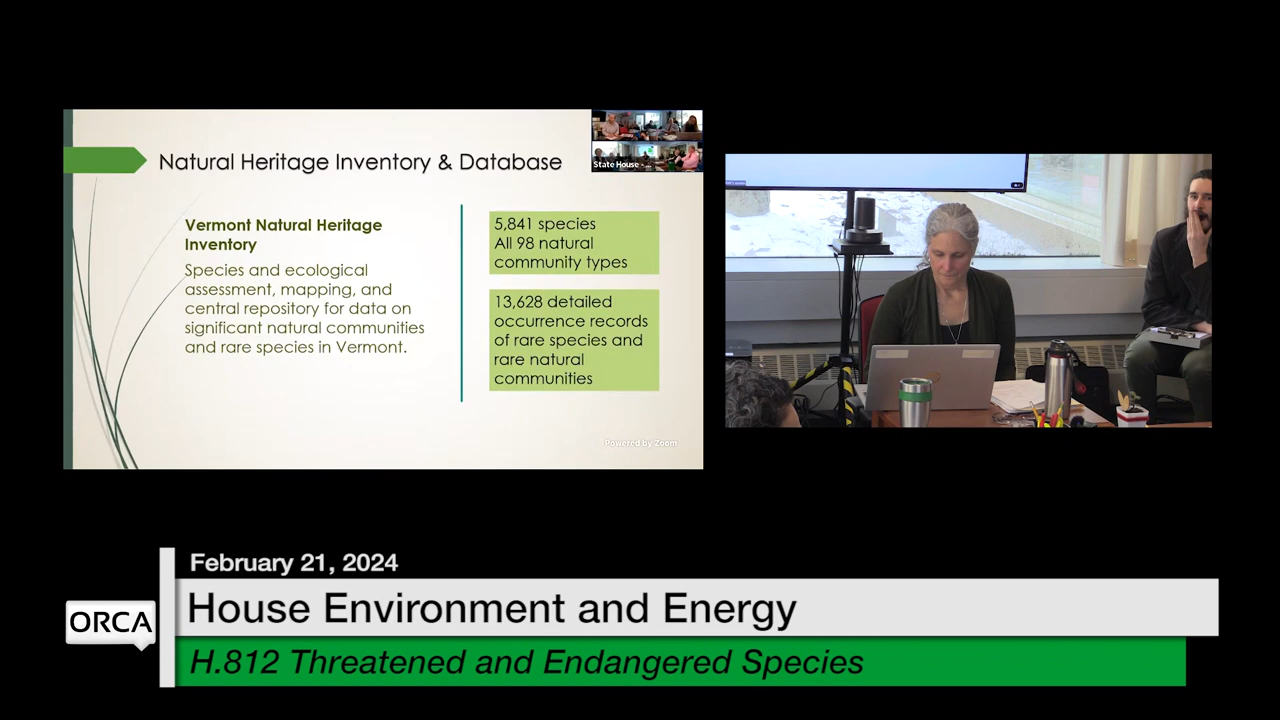 Natural Heritage Inventory & Database
State House - ...
Vermont Natural Heritage
Inventory
Species and ecological
assessment, mapping, and
central repository for data on
significant natural communities
and rare species in Vermont.
5,841 species
All 98 natural
community types
13,628 detailed
occurrence records
of rare species and
rare natural
communities
Powered by Zoom
February 21, 2024
ORCA
House Environment and Energy
H.812 Threatened and Endangered Species